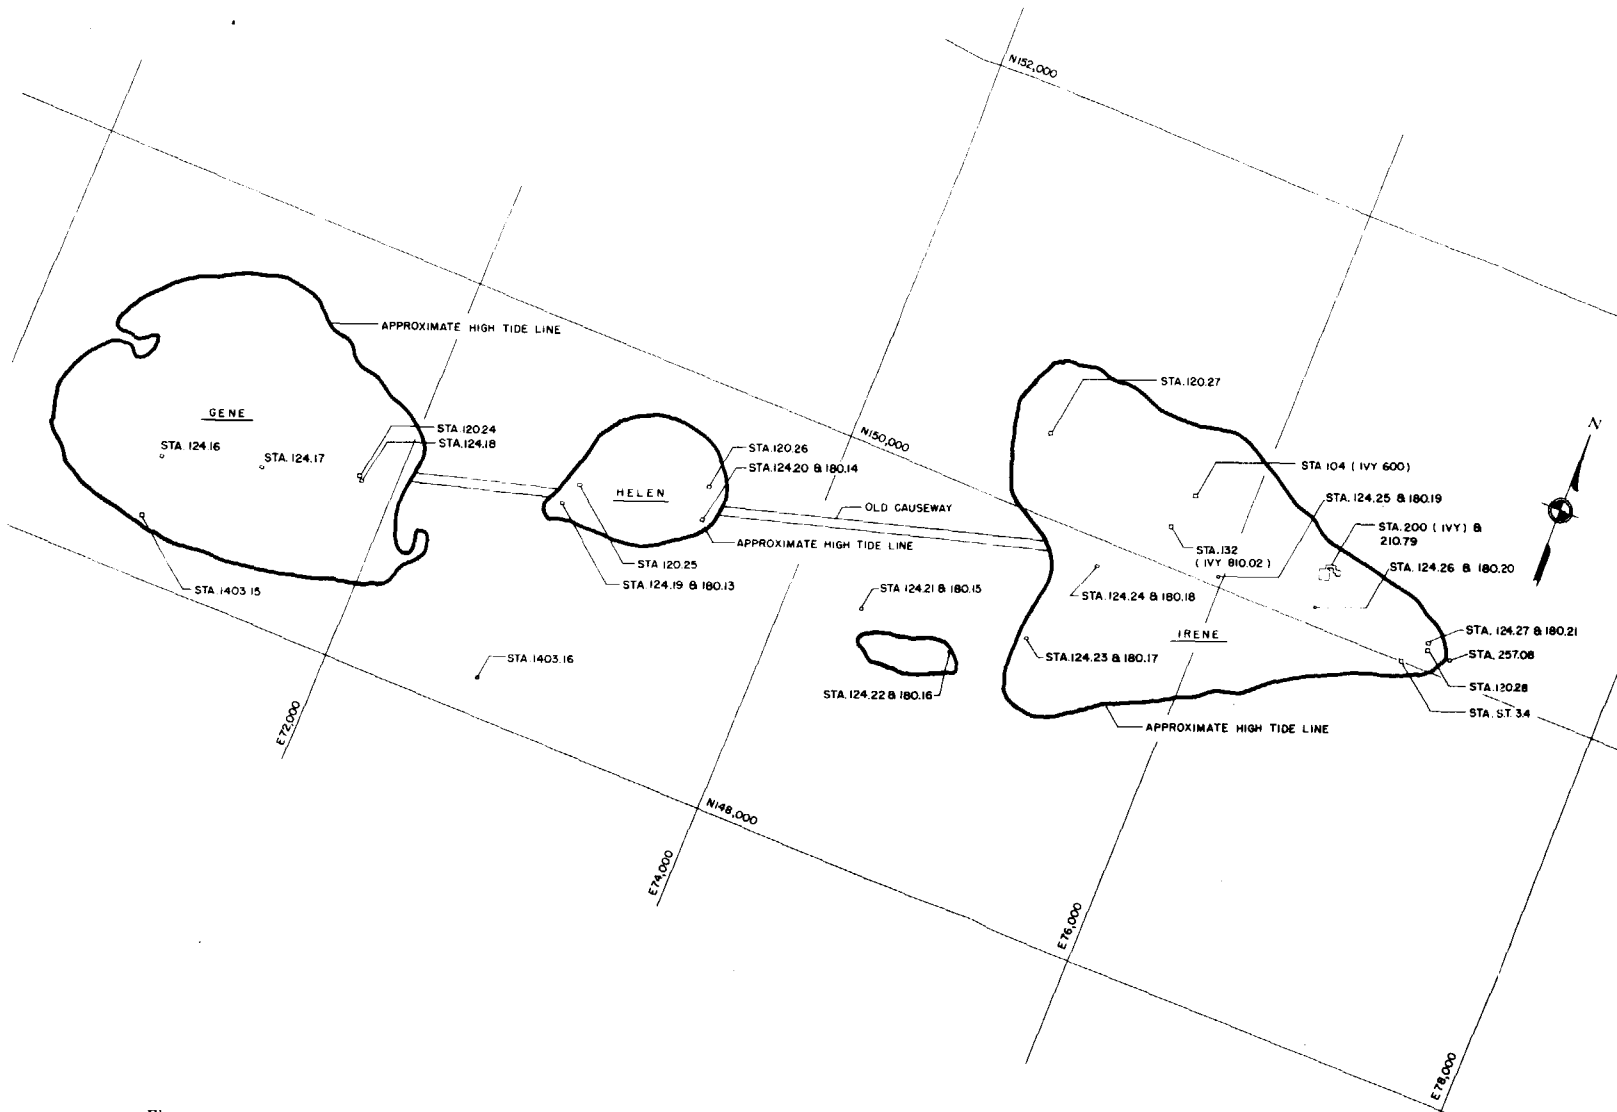 N152,000
APPROXIMATE HIGH TIDE LINE
STA.120.27
GENE
STA.120.24
STA.124.18
STA.124.16
STA.124.17
N150,000
N
STA.120.26
STA.124.20 & 180.14
HELEN
STA 104 (IVY 600)
STA.124.25 & 180.19
OLD CAUSEWAY
STA.200 (IVY) &
210.79
APPROXIMATE HIGH TIDE LINE
STA.132
(IVY 810.02)
STA.124.26 & 180.20
STA 120.25
STA.124.19 & 180.13
STA.1403.15
STA 124.21 & 180.15
STA.124.24 & 180.18
IRENE
STA. 124.27 & 180.21
STA. 257.08
STA.1403.16
STA.124.23 & 180.17
STA.124.22 & 180.16
STA.120.28
STA. S.T. 3.4
APPROXIMATE HIGH TIDE LINE
E72,000
N148,000
E74,000
E76,000
E78,000